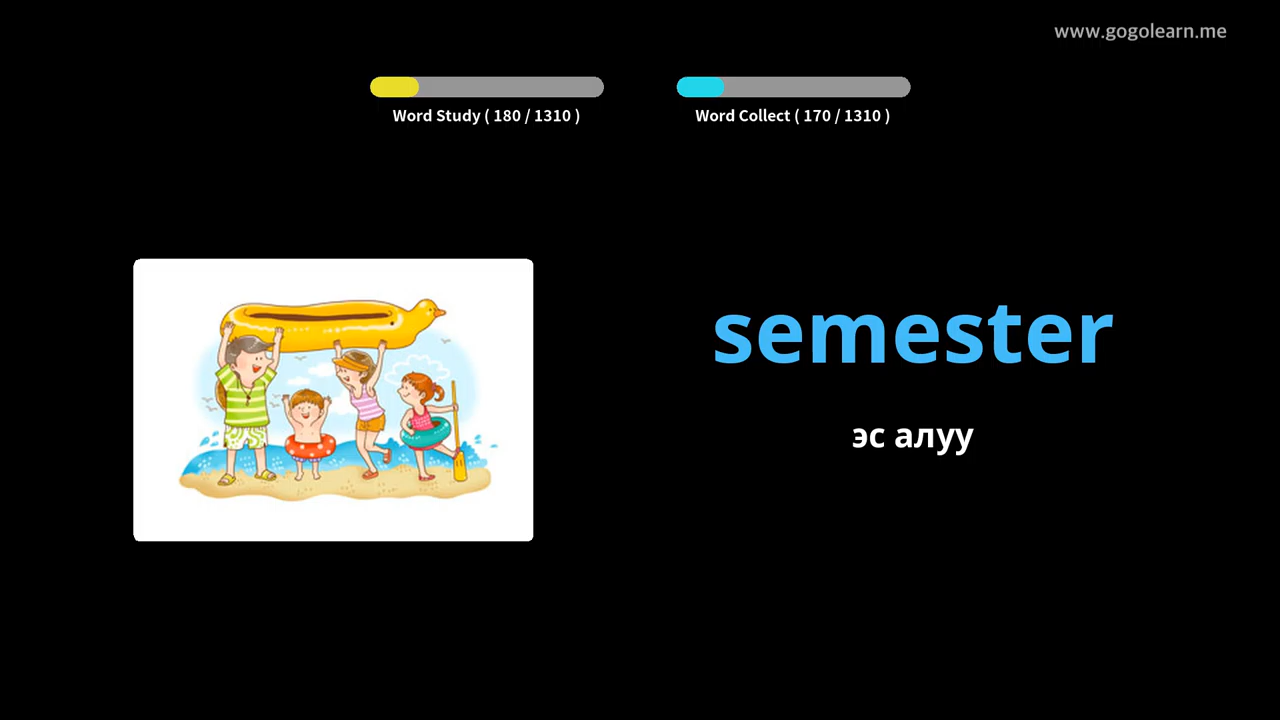 www.gogolearn.me
Word Study ( 180 / 1310 )
Word Collect ( 170 / 1310 )
semester
эс алуу